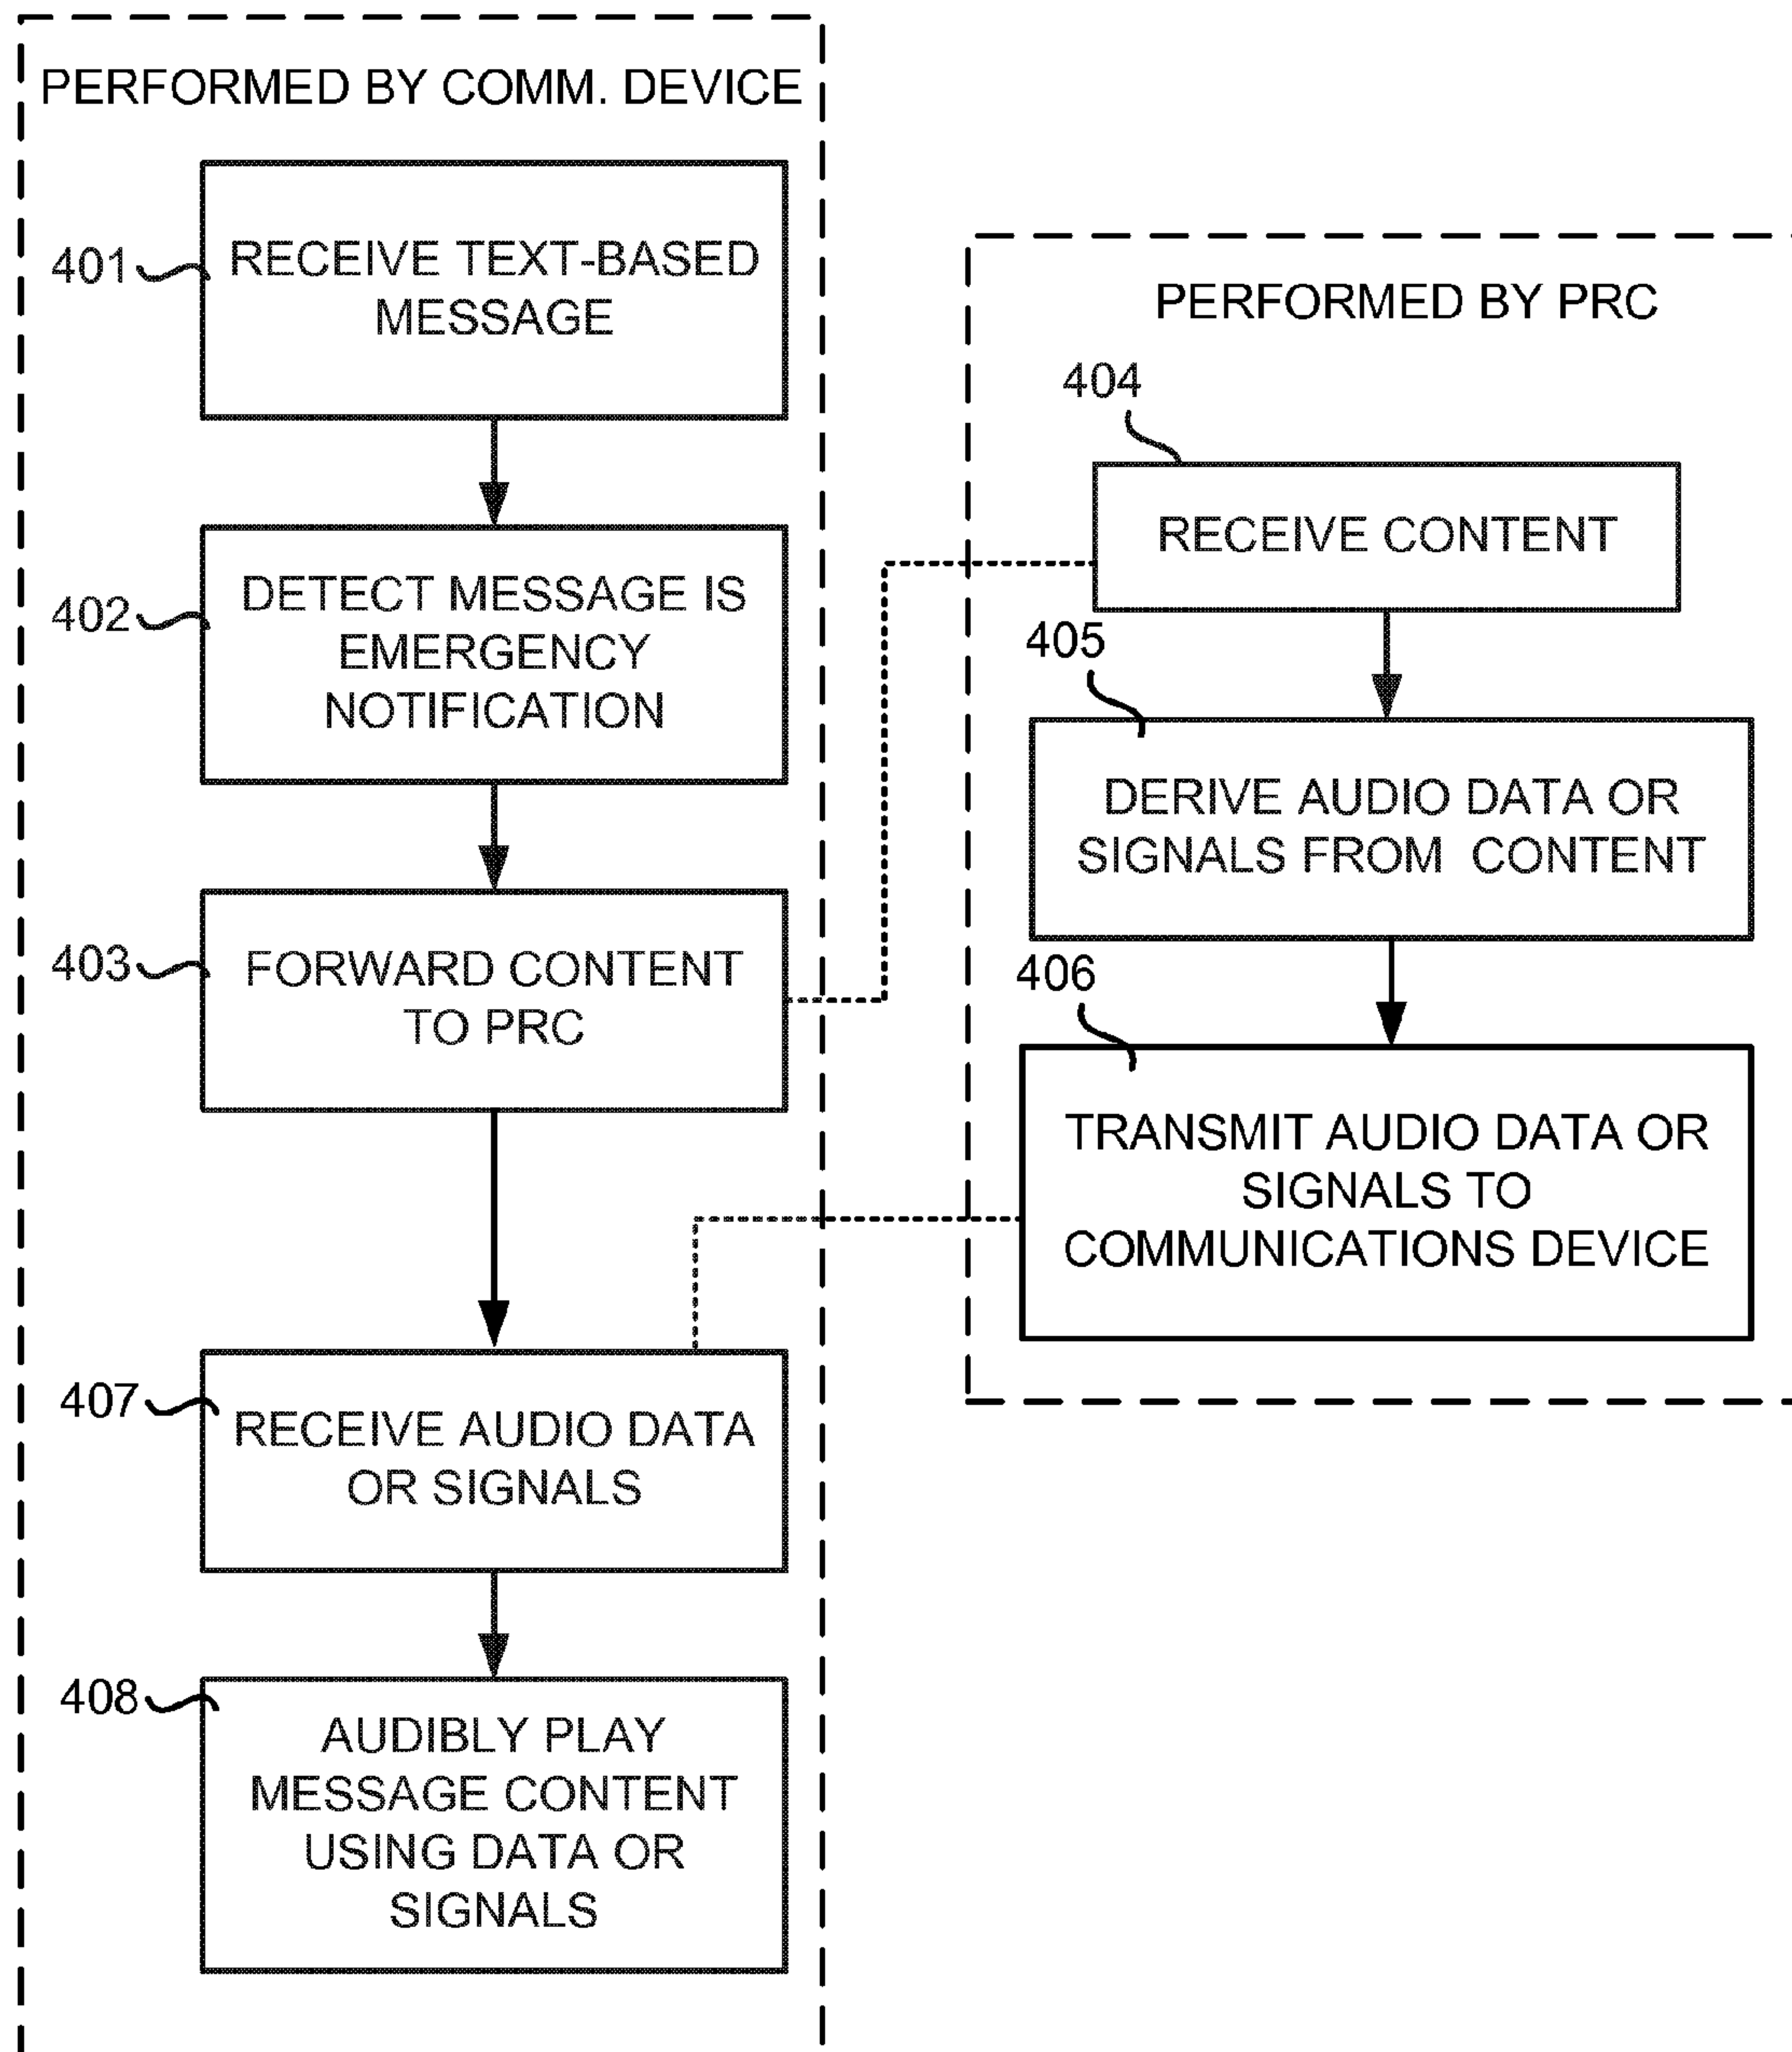 PERFORMED BY COMM. DEVICE
401
RECEIVE TEXT-BASED
MESSAGE
402
DETECT MESSAGE IS
EMERGENCY
NOTIFICATION
403
FORWARD CONTENT
TO PRC
407
RECEIVE AUDIO DATA
OR SIGNALS
408
AUDIBLY PLAY
MESSAGE CONTENT
USING DATA OR
SIGNALS
PERFORMED BY PRC
404
RECEIVE CONTENT
405
DERIVE AUDIO DATA OR
SIGNALS FROM CONTENT
406
TRANSMIT AUDIO DATA OR
SIGNALS TO
COMMUNICATIONS DEVICE